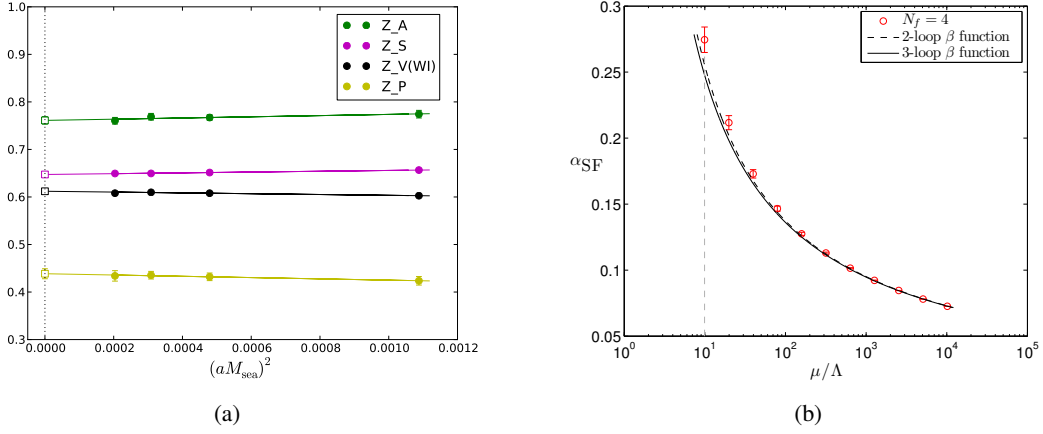 1.0
0.9
0.8
0.7
0.6
0.5
0.4
0.3
0.0000 0.0002 0.0004 0.0006 0.0008 0.0010 0.0012
(aM_sea)^2
Z_A
Z_S
Z_V(WI)
Z_P
(a)
0.3
0.25
0.2
0.15
0.1
0.05
α_SF
10^0 10^1 10^2 10^3 10^4 10^5
μ/Λ
N_f = 4
2-loop β function
3-loop β function
(b)